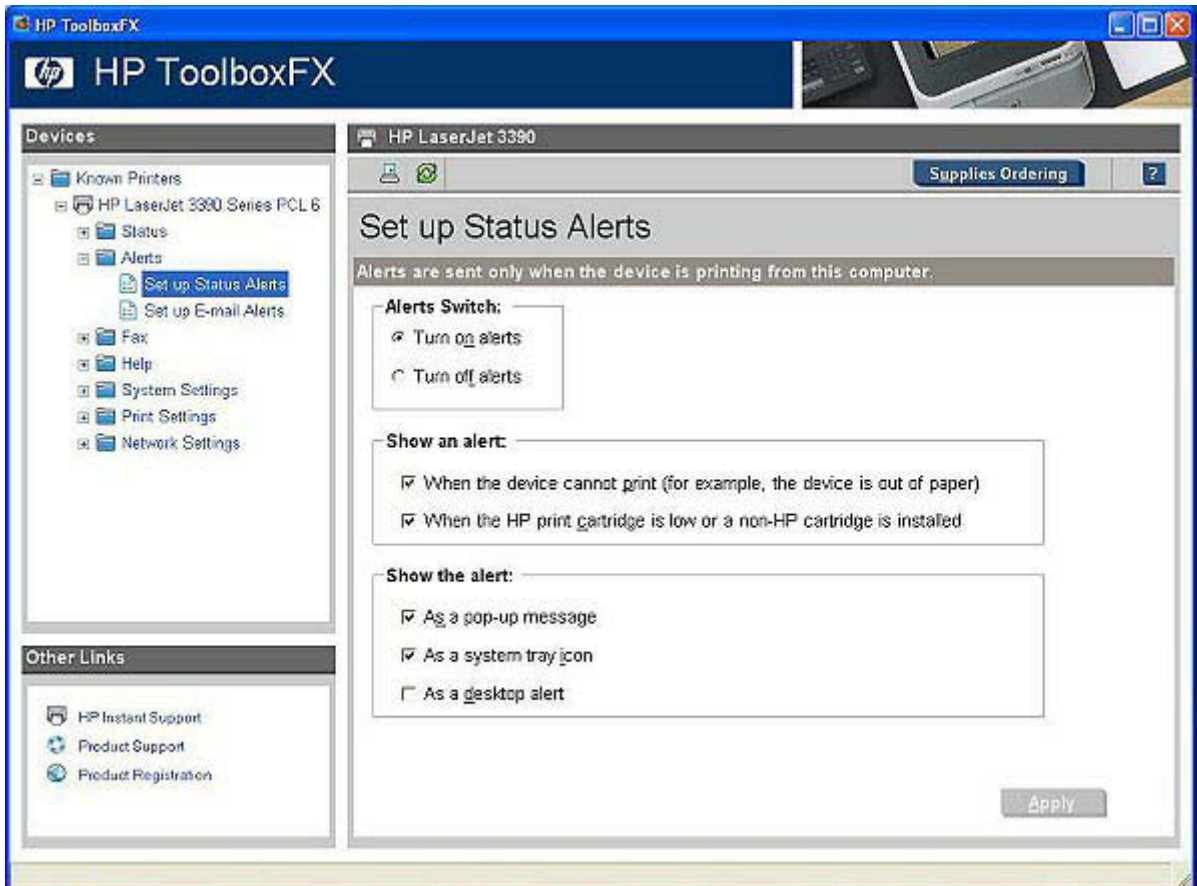 HP ToolboxFX
hp HP ToolboxFX
Devices
Known Printers
HP LaserJet 3390 Series PCL 6
Status
Alerts
Set up Status Alerts
Set up E-mail Alerts
Fax
Help
System Settings
Print Settings
Network Settings
Other Links
HP Instant Support
Product Support
Product Registration
HP LaserJet 3390
Supplies Ordering ?
Set up Status Alerts
Alerts are sent only when the device is printing from this computer.
Alerts Switch:
Turn on alerts
Turn off alerts
Show an alert:
When the device cannot print (for example, the device is out of paper)
When the HP print cartridge is low or a non-HP cartridge is installed
Show the alert:
As a pop-up message
As a system tray icon
As a desktop alert
Apply